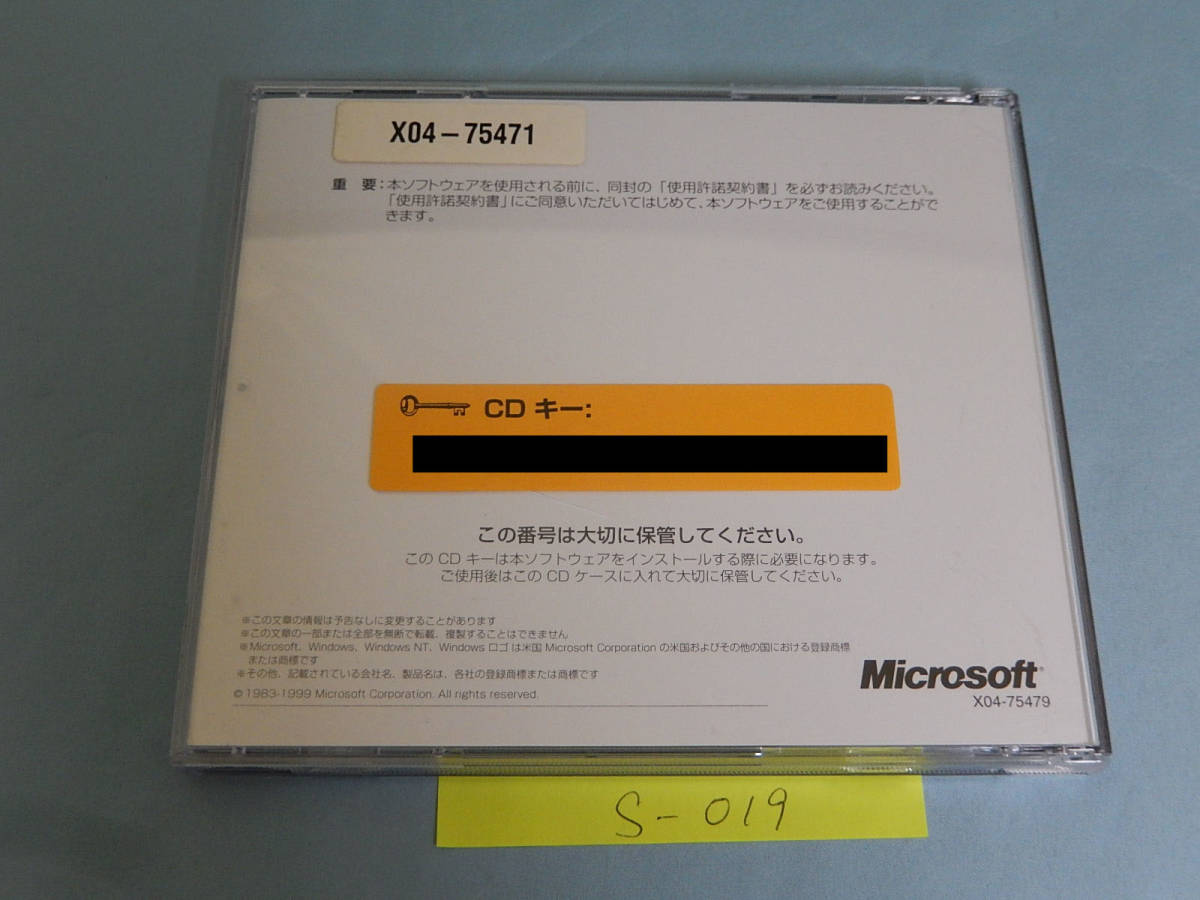 X04-75471
重 要：本ソフトウェアを使用される前に、同封の「使用許諾契約書」を必ずお読みください。
「使用許諾契約書」にご同意いただいてはじめて、本ソフトウェアをご使用することがで
きます。
CD キー:
この番号は大切に保管してください。
この CD キーは本ソフトウェアをインストールする際に必要になります。
ご使用後はこの CD ケースに入れて大切に保管してください。
※この文章の情報は予告なしに変更することがあります
※この文章の一部または全部を無断で転載、複製することはできません
※Microsoft、Windows、Windows NT、Windows ロゴ は米国 Microsoft Corporation の米国およびその他の国における登録商標
または商標です
※その他、記載されている会社名、製品名は、各社の登録商標または商標です
© 1983-1999 Microsoft Corporation. All rights reserved.
Microsoft®
X04-75479
S-019